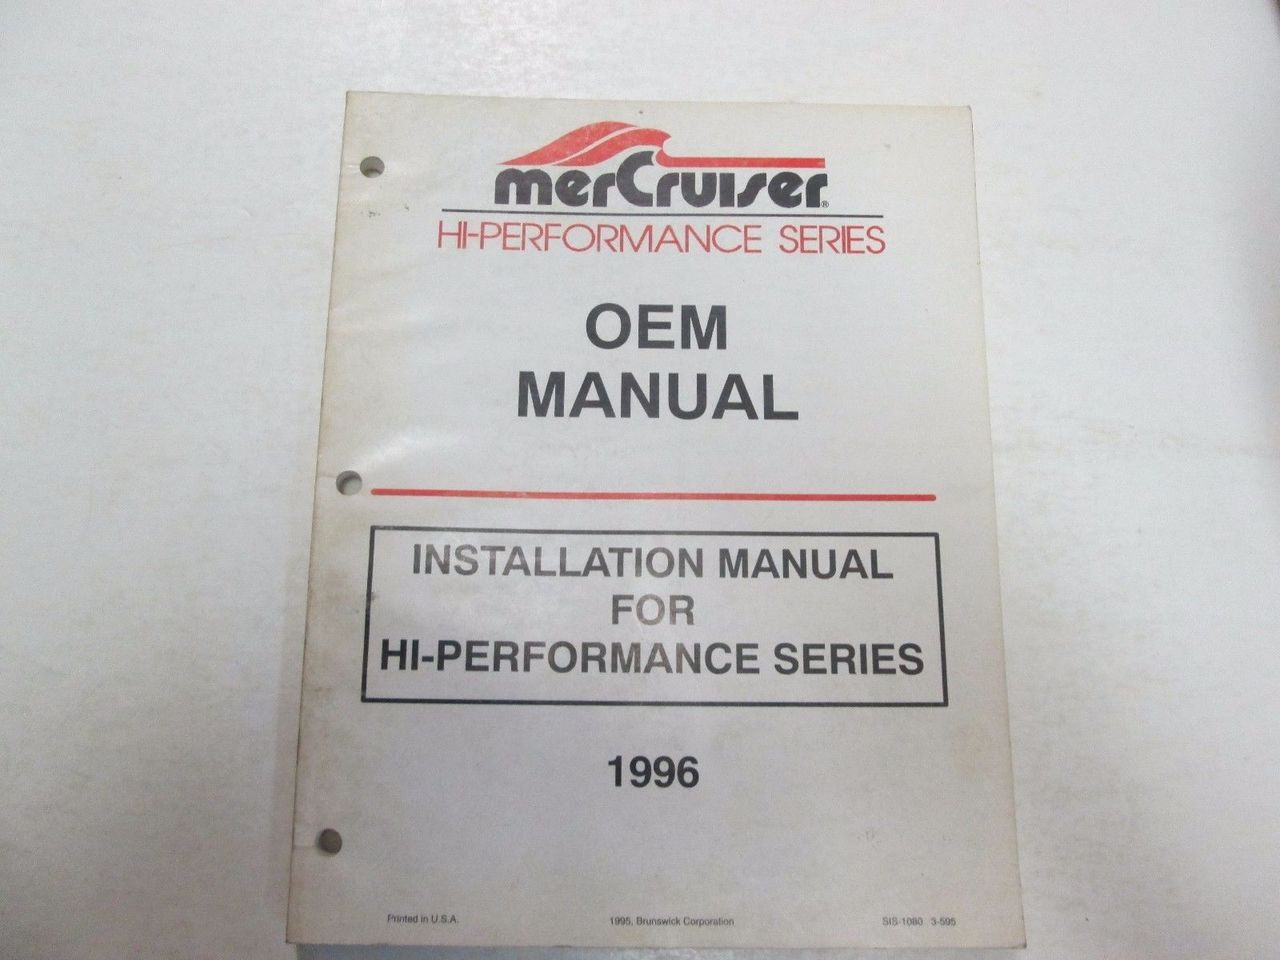 merCruiser®
HI-PERFORMANCE SERIES
OEM
MANUAL
INSTALLATION MANUAL
FOR
HI-PERFORMANCE SERIES
1996
Printed in U.S.A.
1995, Brunswick Corporation
SIS-1080 3-595